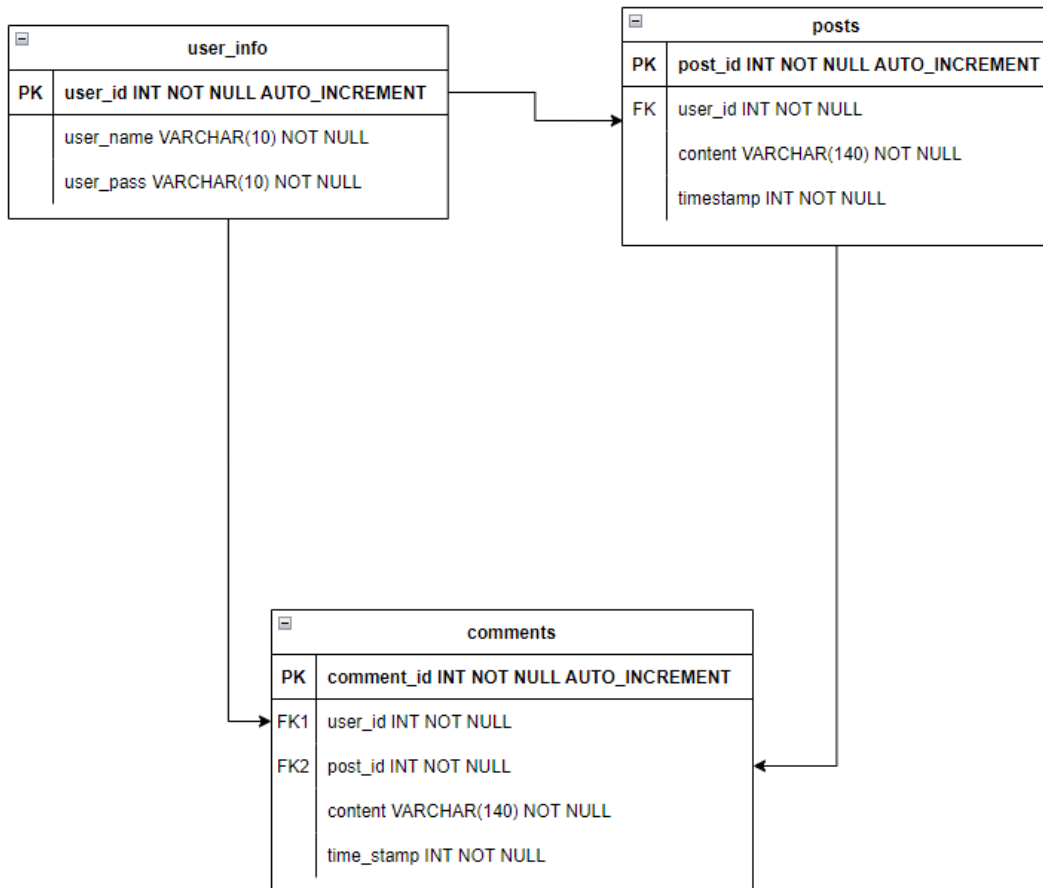 user_info
PK user_id INT NOT NULL AUTO_INCREMENT
user_name VARCHAR(10) NOT NULL
user_pass VARCHAR(10) NOT NULL
posts
PK post_id INT NOT NULL AUTO_INCREMENT
FK user_id INT NOT NULL
content VARCHAR(140) NOT NULL
timestamp INT NOT NULL
comments
PK comment_id INT NOT NULL AUTO_INCREMENT
FK1 user_id INT NOT NULL
FK2 post_id INT NOT NULL
content VARCHAR(140) NOT NULL
time_stamp INT NOT NULL